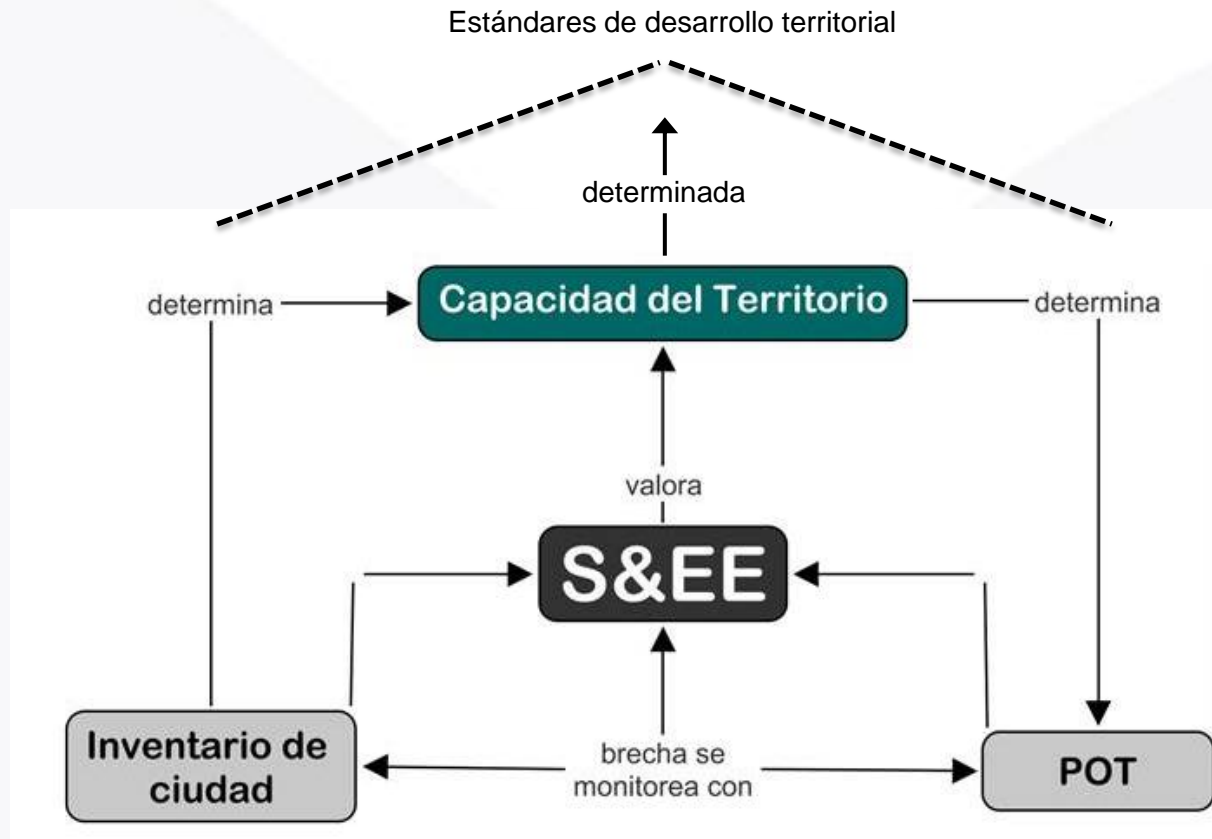 Estándares de desarrollo territorial
determinada
determina
Capacidad del Territorio
determina
valora
S&EE
Inventario de
ciudad
brecha se
monitorea con
POT